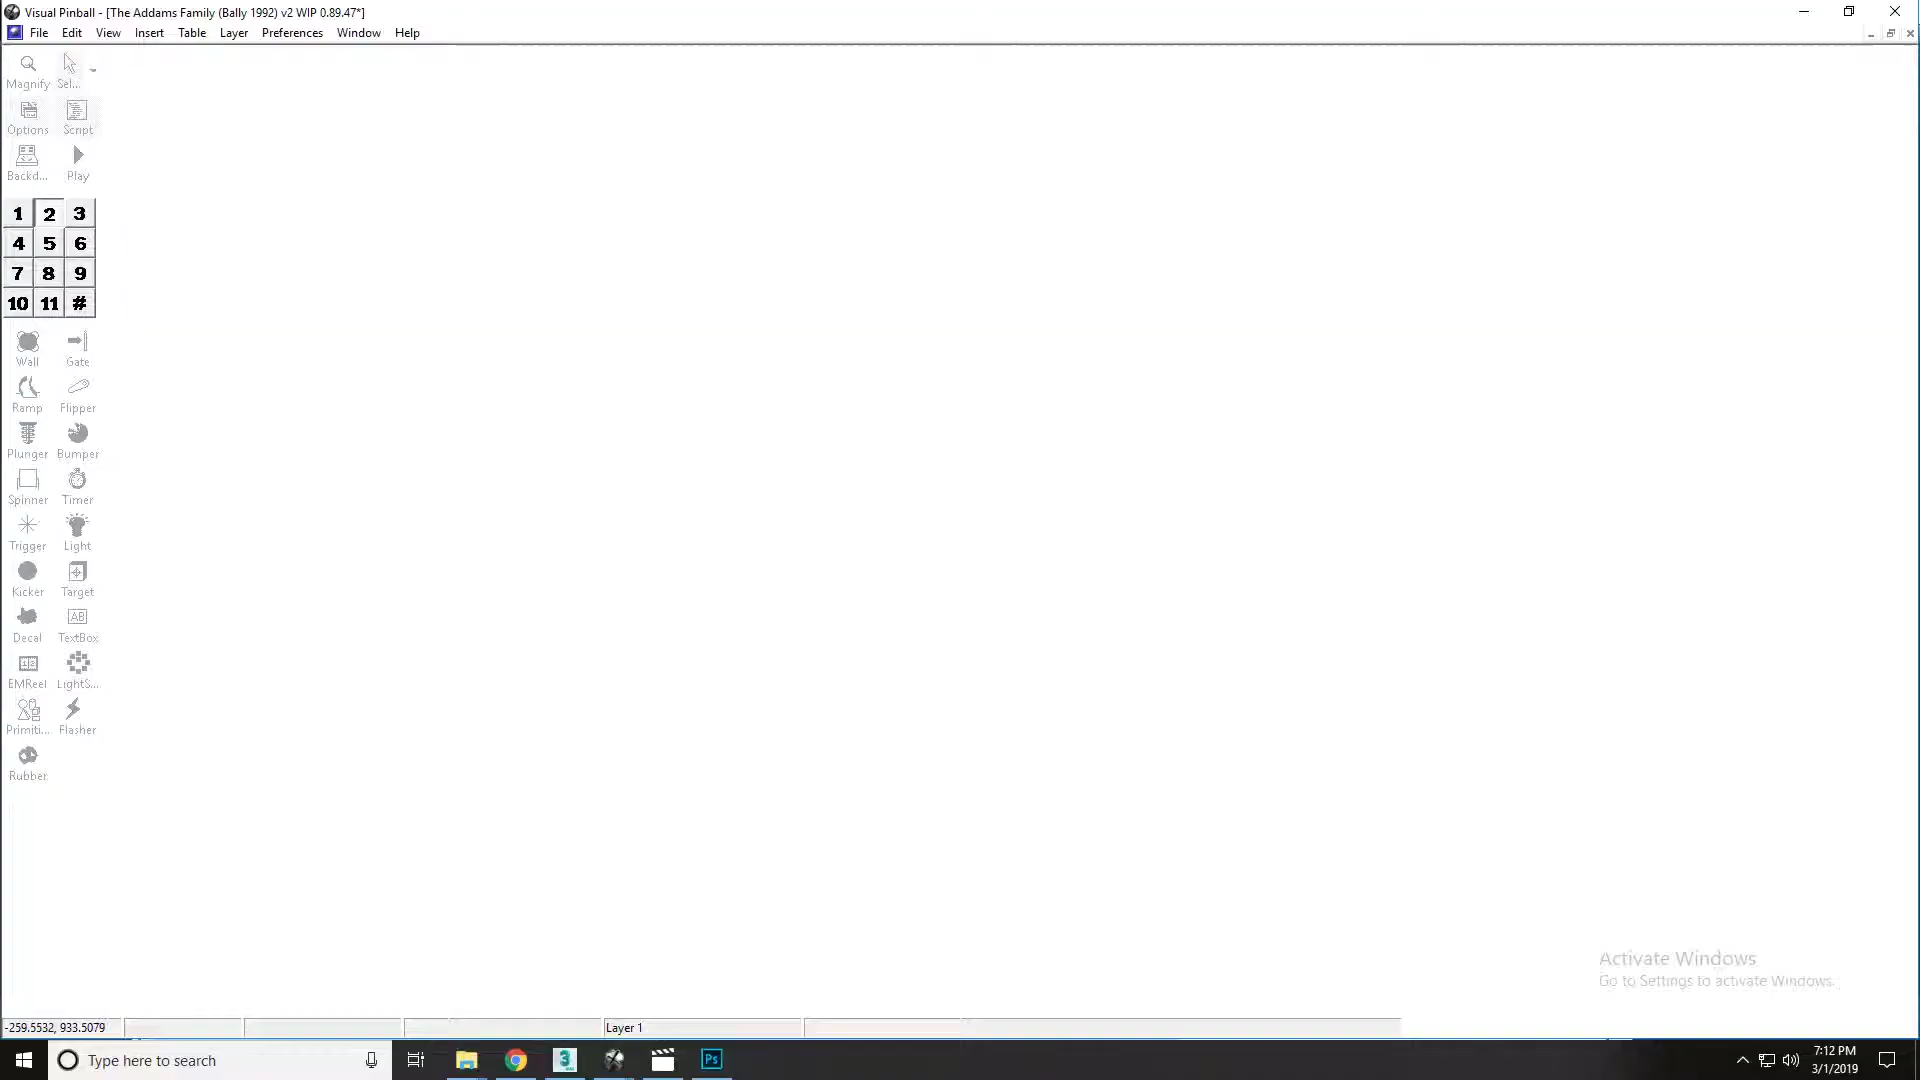 Visual Pinball - [The Addams Family (Bally 1992) v2 WIP 0.89.47*]
File Edit View Insert Table Layer Preferences Window Help
Magnify Sel...
Options Script
Backd... Play
1 2 3
4 5 6
7 8 9
10 11 #
Wall Gate
Ramp Flipper
Plunger Bumper
Spinner Timer
Trigger Light
Kicker Target
AB
Decal TextBox
EMReel LightS...
Primiti... Flasher
Rubber
Activate Windows
Go to Settings to activate Windows.
-259.5532, 933.5079 Layer 1
Type here to search 3 Ps 7:12 PM
3/1/2019